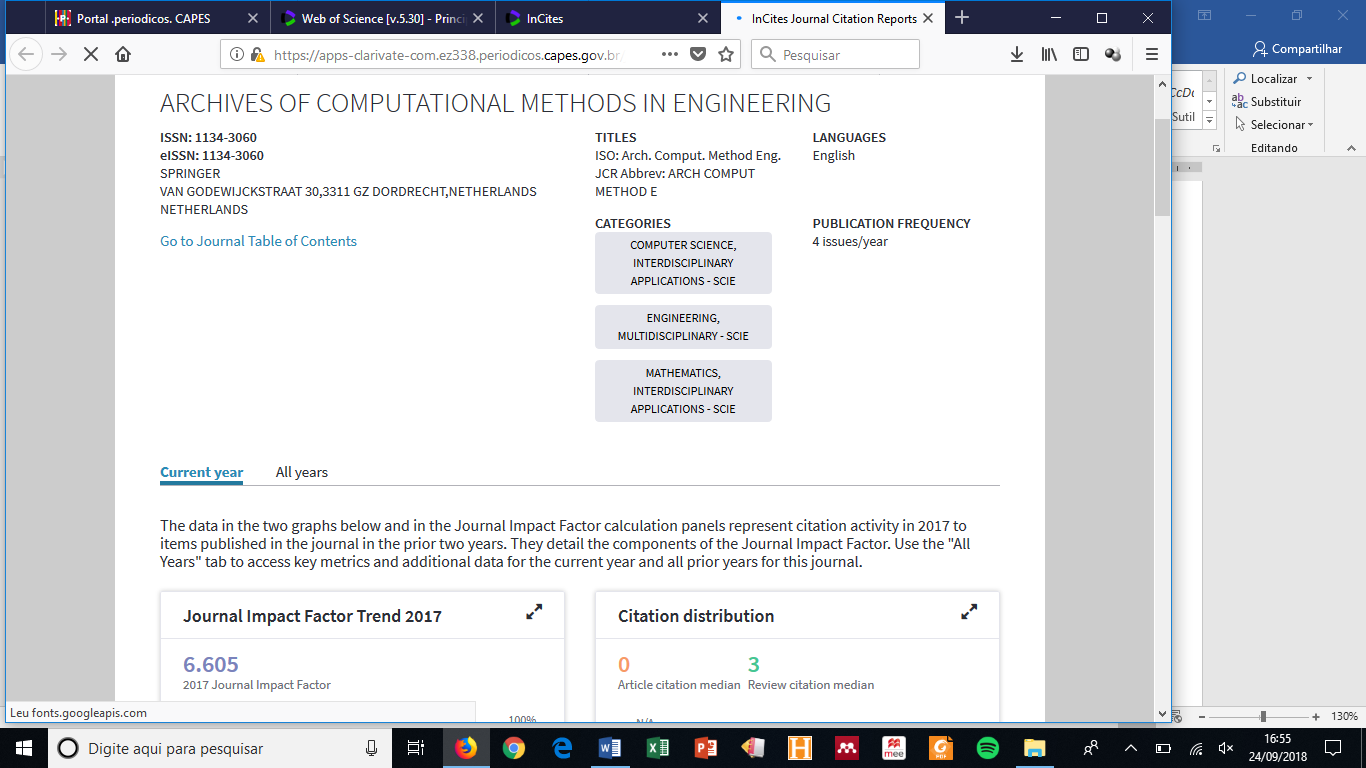 Portal .periodicos. CAPES
Web of Science [v.5.30] - Princi
InCites
InCites Journal Citation Reports
https://apps-clarivate-com.ez338.periodicos.capes.gov.br
Pesquisar
Compartilhar
Localizar
Substituir
Selecionar
Sutil
Editando
ARCHIVES OF COMPUTATIONAL METHODS IN ENGINEERING
ISSN: 1134-3060
eISSN: 1134-3060
SPRINGER
VAN GODEWIJCKSTRAAT 30,3311 GZ DORDRECHT,NETHERLANDS
NETHERLANDS
Go to Journal Table of Contents
TITLES
ISO: Arch. Comput. Method Eng.
JCR Abbrev: ARCH COMPUT
METHOD E
LANGUAGES
English
CATEGORIES
COMPUTER SCIENCE,
INTERDISCIPLINARY
APPLICATIONS - SCIE
ENGINEERING,
MULTIDISCIPLINARY - SCIE
MATHEMATICS,
INTERDISCIPLINARY
APPLICATIONS - SCIE
PUBLICATION FREQUENCY
4 issues/year
Current year
All years
The data in the two graphs below and in the Journal Impact Factor calculation panels represent citation activity in 2017 to
items published in the journal in the prior two years. They detail the components of the Journal Impact Factor. Use the "All
Years" tab to access key metrics and additional data for the current year and all prior years for this journal.
Journal Impact Factor Trend 2017
6.605
2017 Journal Impact Factor
100%
Citation distribution
0
Article citation median
3
Review citation median
N/A
Leu fonts.googleapis.com
130%
Digite aqui para pesquisar
mee
PDF
16:55
24/09/2018